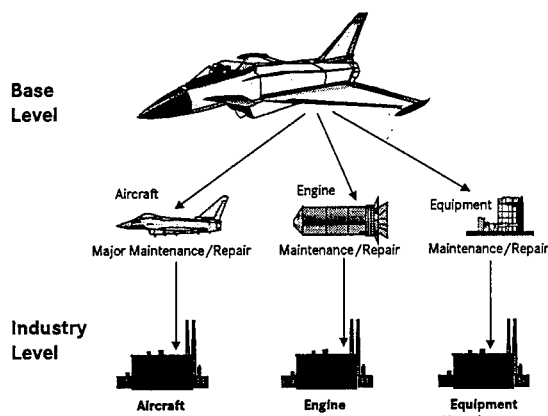 Base
Level
Aircraft
Engine
Equipment
Major Maintenance/Repair
Maintenance/Repair
Maintenance/Repair
Industry
Level
Aircraft
Engine
Equipment